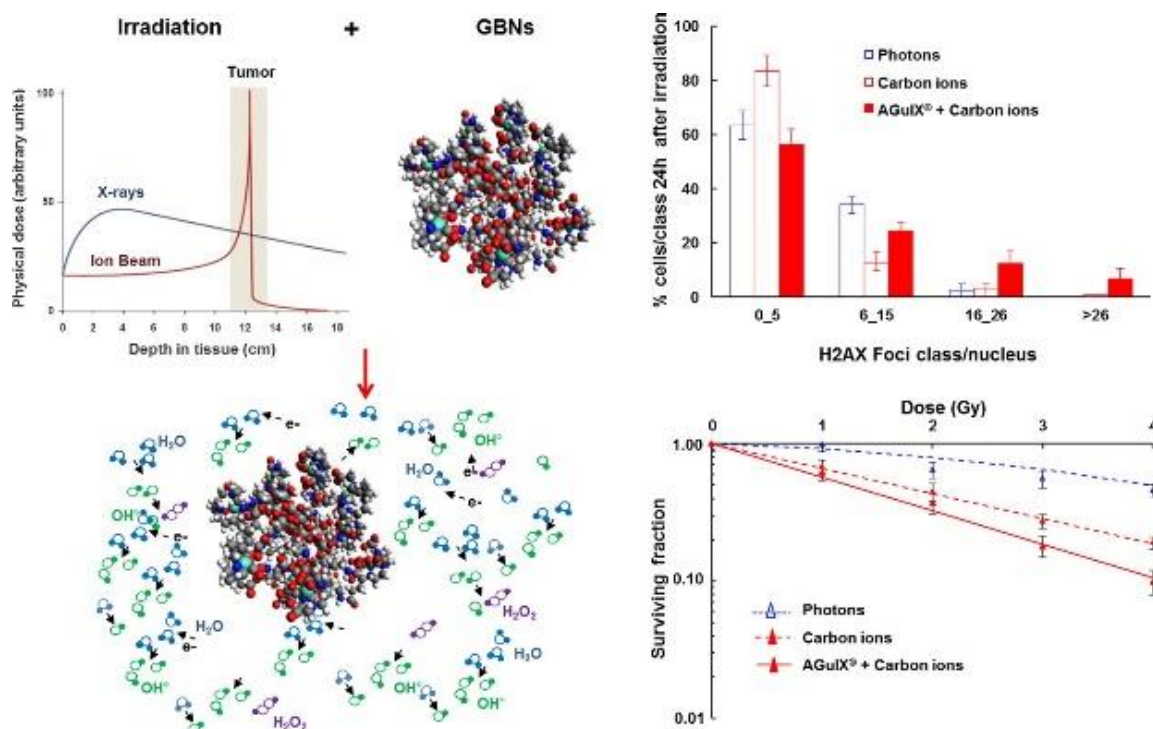 Irradiation + GBNs
Tumor
100
50
0
X-rays
Ion Beam
Physical dose (arbitrary units)
0 2 4 6 8 10 12 14 16 18
Depth in tissue (cm)
% cells/class 24h after irradiation
100
80
60
40
20
0
Photons
Carbon ions
AGuIX® + Carbon ions
0_5 6_15 16_26 >26
H2AX Foci class/nucleus
H₂O
e-
OH°
H₂O
e-
OH°
e-
e-
H₂O
e-
OH°
H₂O₂
H₂O₂
H₂O
OH°
OH°
Dose (Gy)
0 1 2 3 4
1.00
0.10
0.01
Surviving fraction
Photons
Carbon ions
AGuIX® + Carbon ions